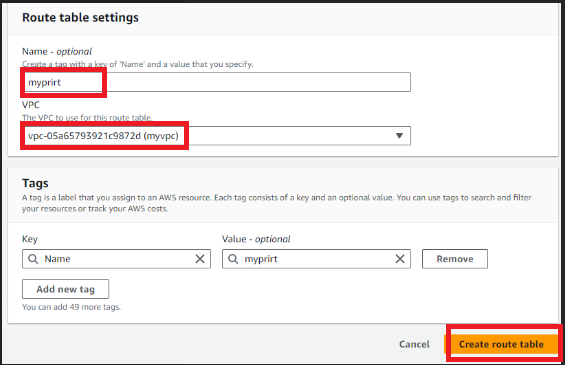 Route table settings
Name - optional
Create a tag with a key of 'Name' and a value that you specify.
myprirt
VPC
The VPC to use for this route table.
vpc-05a65793921c9872d (myvpc)
Tags
A tag is a label that you assign to an AWS resource. Each tag consists of a key and an optional value. You can use tags to search and filter
your resources or track your AWS costs.
Key Value - optional
Name myprirt Remove
Add new tag
You can add 49 more tags.
Cancel Create route table